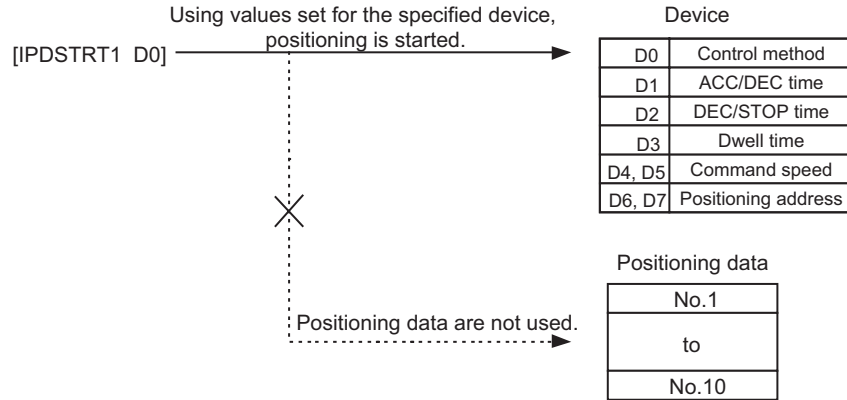 Using values set for the specified device,
positioning is started.
[IPDSTRT1 D0]
Device
D0 Control method
D1 ACC/DEC time
D2 DEC/STOP time
D3 Dwell time
D4, D5 Command speed
D6, D7 Positioning address
Positioning data are not used.
Positioning data
No.1
to
No.10